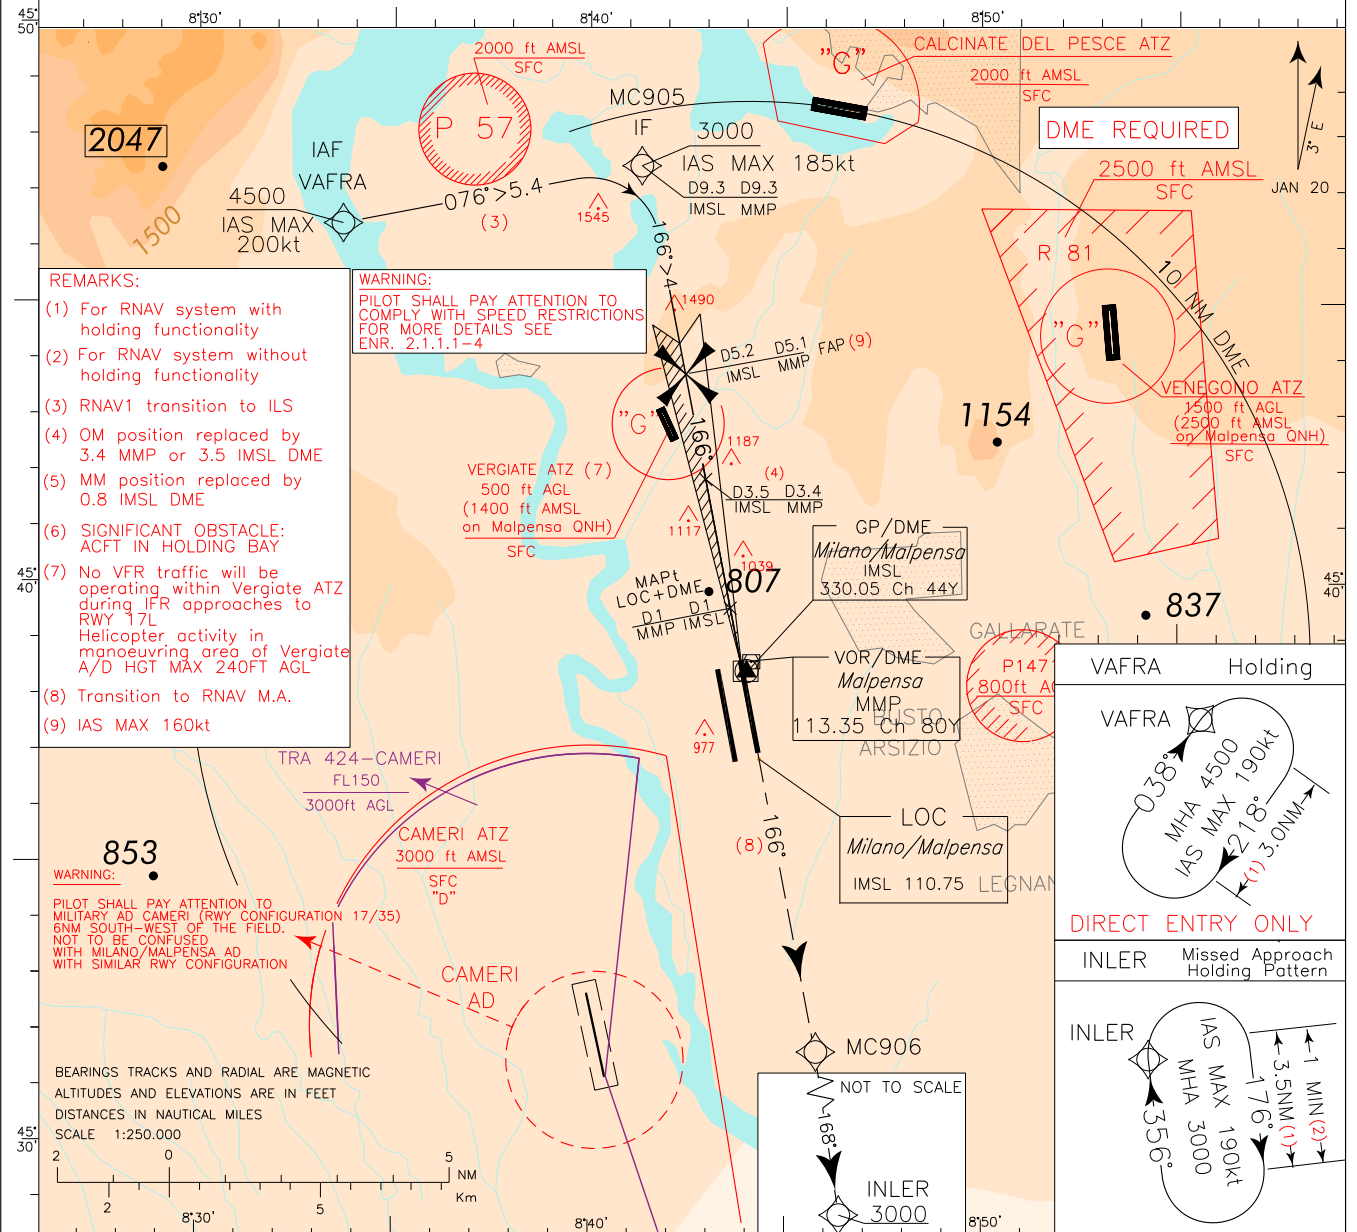 45°
50'
8°30'
8°40'
8°50'
45°
50'
2000 ft AMSL
SFC
P 57
"G"
CALCINATE DEL PESCE ATZ
2000 ft AMSL
SFC
DME REQUIRED
3° E
JAN 20
2047
1500
IAF
VAFRA
4500
IAS MAX
200kt
076°>5.4
(3)
MC905
IF
3000
IAS MAX 185kt
D9.3 D9.3
IMSL MMP
1545
166°>4
2500 ft AMSL
SFC
R 81
"G"
10 NM DME
VENEGONO ATZ
1500 ft AGL
(2500 ft AMSL
on Malpensa QNH)
SFC
REMARKS:
(1) For RNAV system with
holding functionality
(2) For RNAV system without
holding functionality
(3) RNAV1 transition to ILS
(4) OM position replaced by
3.4 MMP or 3.5 IMSL DME
(5) MM position replaced by
0.8 IMSL DME
(6) SIGNIFICANT OBSTACLE:
ACFT IN HOLDING BAY
(7) No VFR traffic will be
operating within Vergiate ATZ
during IFR approaches to
RWY 17L
Helicopter activity in
manoeuvring area of Vergiate
A/D HGT MAX 240FT AGL
(8) Transition to RNAV M.A.
(9) IAS MAX 160kt
WARNING:
PILOT SHALL PAY ATTENTION TO
COMPLY WITH SPEED RESTRICTIONS
FOR MORE DETAILS SEE
ENR. 2.1.1.1-4
1490
D5.2 D5.1 FAP (9)
IMSL MMP
"G"
166°
1187
(4)
D3.5 D3.4
IMSL MMP
VERGIATE ATZ (7)
500 ft AGL
(1400 ft AMSL
on Malpensa QNH)
SFC
1117
1039
1154
GP/DME
Milano/Malpensa
IMSL
330.05 Ch 44Y
MAPt
LOC+DME
D1 D1
MMP IMSL
807
837
45°
40'
45°
40'
GALLARATE
P147
800ft AG
SFC
VOR/DME
Malpensa
MMP
113.35 Ch 80Y
BUSTO
ARSIZIO
977
LOC
Milano/Malpensa
IMSL 110.75
LEGNAN
(8)
166°
TRA 424-CAMERI
FL150
3000ft AGL
CAMERI ATZ
3000 ft AMSL
SFC
"D"
853
WARNING:
PILOT SHALL PAY ATTENTION TO
MILITARY AD CAMERI (RWY CONFIGURATION 17/35)
6NM SOUTH-WEST OF THE FIELD.
NOT TO BE CONFUSED
WITH MILANO/MALPENSA AD
WITH SIMILAR RWY CONFIGURATION
CAMERI
AD
MC906
NOT TO SCALE
168°
INLER
3000
BEARINGS TRACKS AND RADIAL ARE MAGNETIC
ALTITUDES AND ELEVATIONS ARE IN FEET
DISTANCES IN NAUTICAL MILES
SCALE 1:250.000
2 0 5
NM
Km
2 5
VAFRA Holding
VAFRA
038°
MHA 4500
IAS MAX 190kt
218°
(1) 3.0NM
DIRECT ENTRY ONLY
INLER
Missed Approach
Holding Pattern
INLER
IAS MAX 190kt
MHA 3000
356°
176°
3.5NM (1)
1 MIN (2)
45°
30'
8°30'
8°40'
8°50'